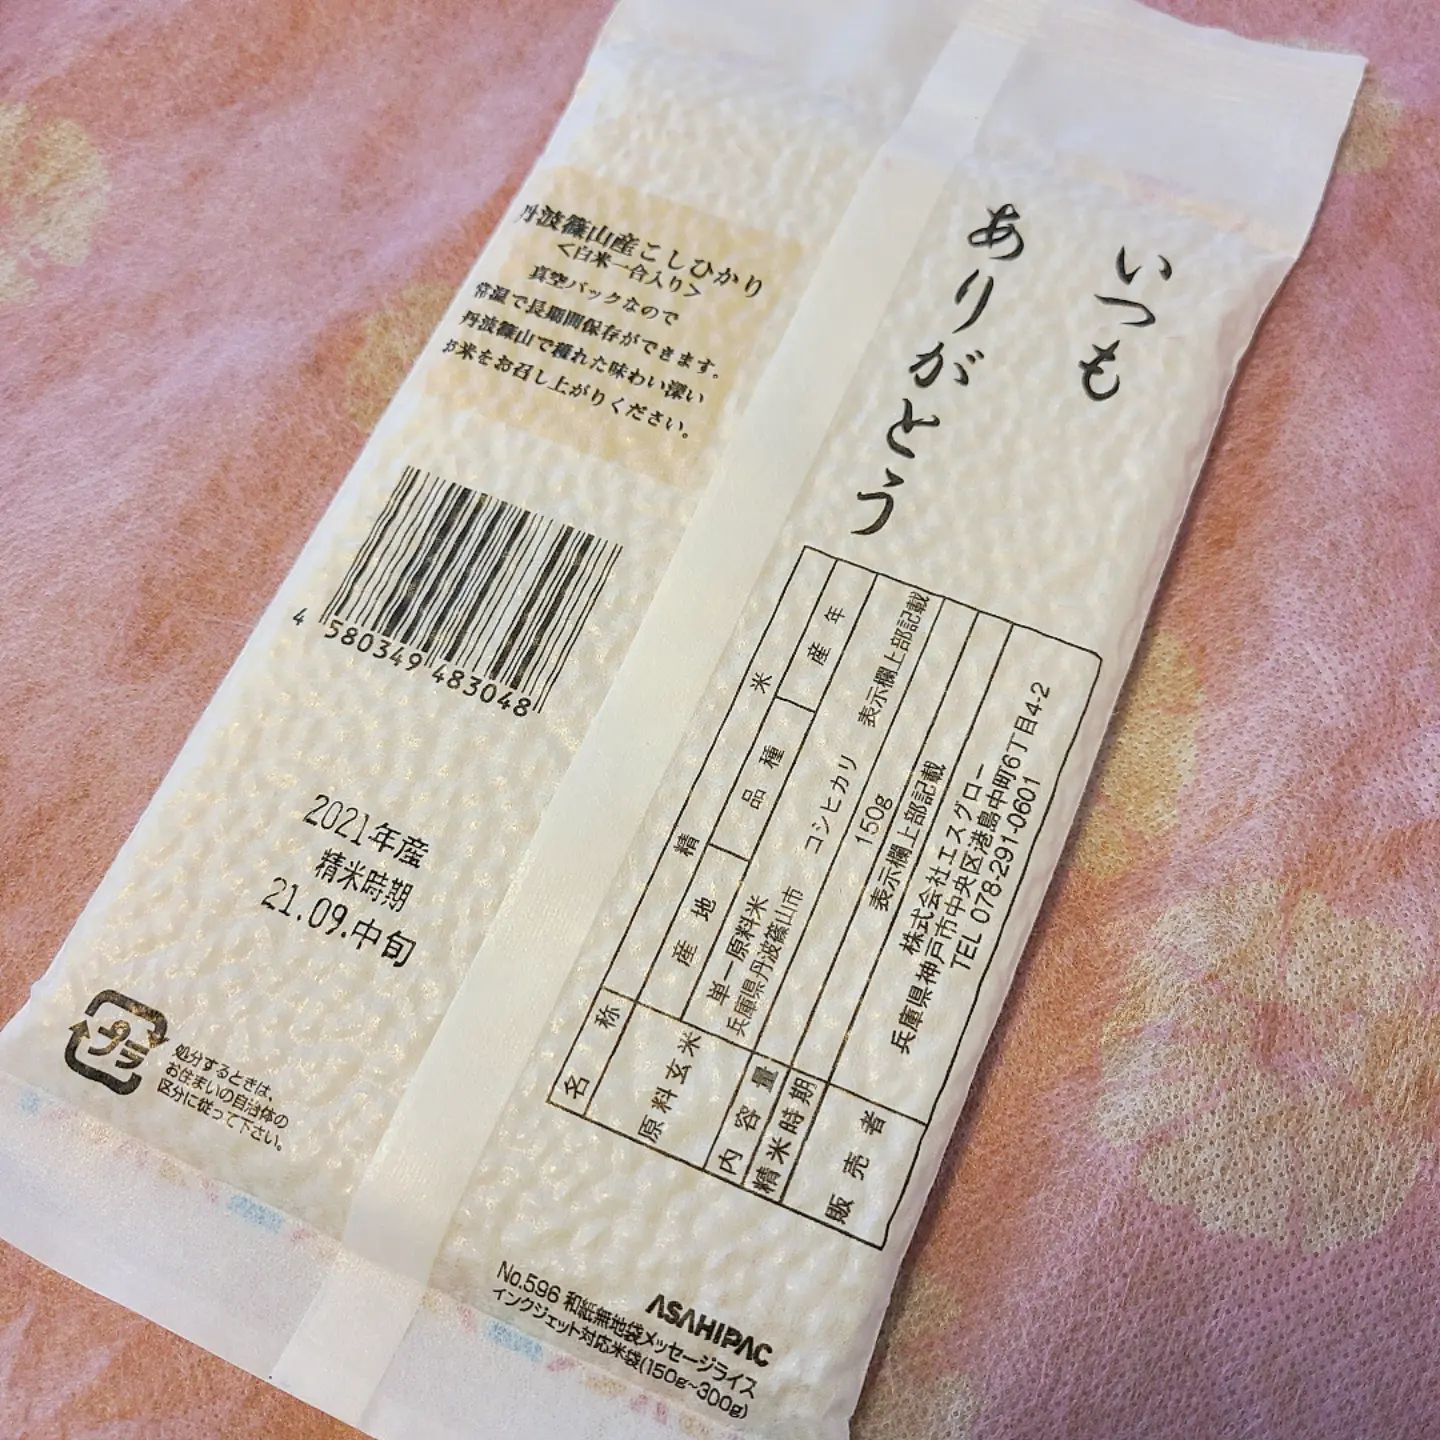 いつも
ありがとう
丹波篠山産こしひかり
<白米一合入り>
真空パックなので
常温で長期間保存ができます。
丹波篠山で穫れた味わい深い
お米をお召し上がりください。
4 580349 483048
2021年産
精米時期
21.09.中旬
プラ
処分するときは、
お住まいの自治体の
区分に従って下さい。
名称 精米
原料玄米 産地 品種 産年
単一原料米
兵庫県丹波篠山市 コシヒカリ 表示欄上部記載
内容量 150g
精米時期 表示欄上部記載
販売者 株式会社エスグロー
兵庫県神戸市中央区港島中町6丁目4-2
TEL 078-291-0601
ASAHIPAC
No.596 和紙無地袋メッセージライス
インクジェット対応米袋(150g~300g)